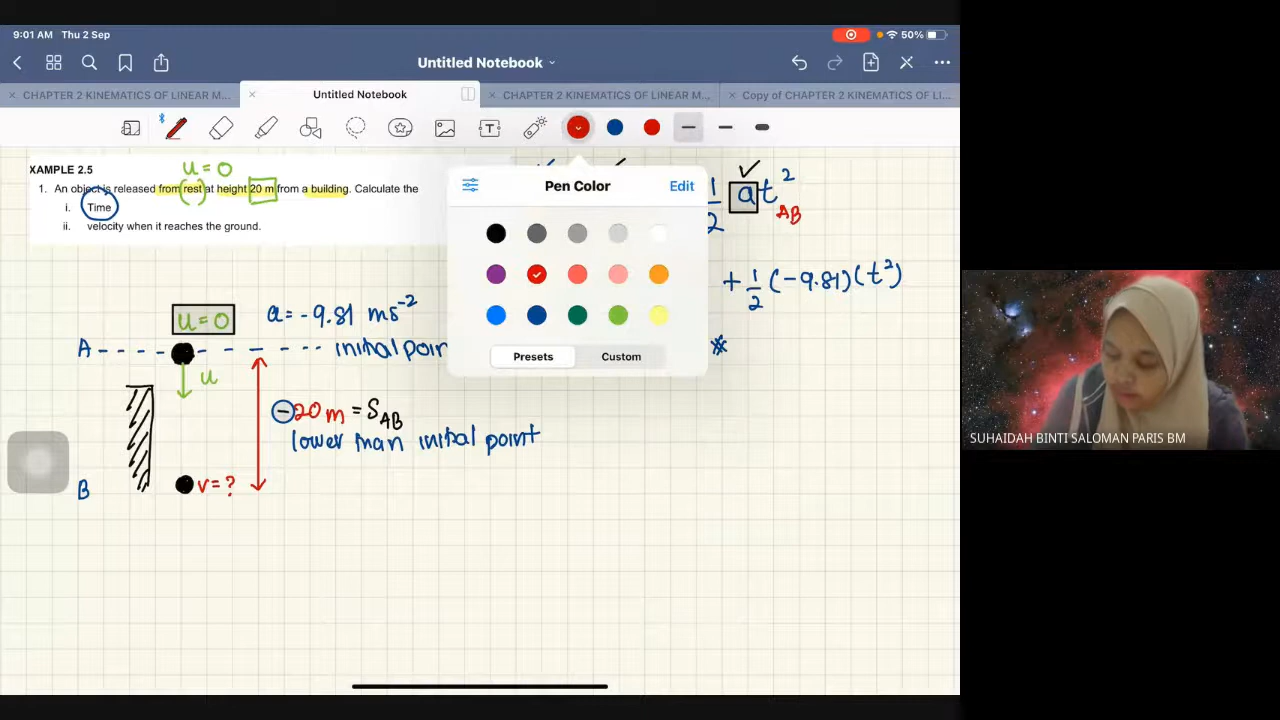 9:01 AM Thu 2 Sep
50%
Untitled Notebook
CHAPTER 2 KINEMATICS OF LINEAR M...
Untitled Notebook
CHAPTER 2 KINEMATICS OF LINEAR M...
Copy of CHAPTER 2 KINEMATICS OF LI...
XAMPLE 2.5
u = 0
1. An object is released from rest at height 20 m from a building. Calculate the
i. Time
ii. velocity when it reaches the ground.
Pen Color
Edit
Presets
Custom
1/2 at²
AB
+ 1/2 (-9.81)(t²)
*
u = 0
a = -9.81 ms⁻²
A
initial poin
u
-20 m = S_AB
lower than initial point
B
v = ?
SUHAIDAH BINTI SALOMAN PARIS BM